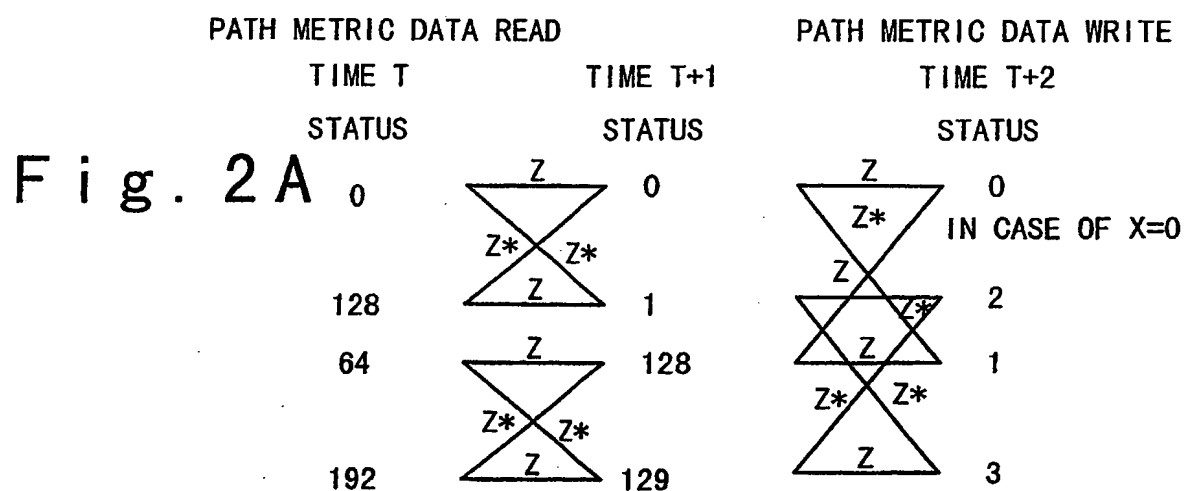 PATH METRIC DATA READ PATH METRIC DATA WRITE
TIME T TIME T+1 TIME T+2
STATUS STATUS STATUS
Fig. 2A 0 Z 0 Z 0
Z* IN CASE OF X=0
Z* Z* Z
128 Z 1 2
Z*
64 Z 128 Z 1
Z* Z*
Z* Z*
192 Z 129 Z 3